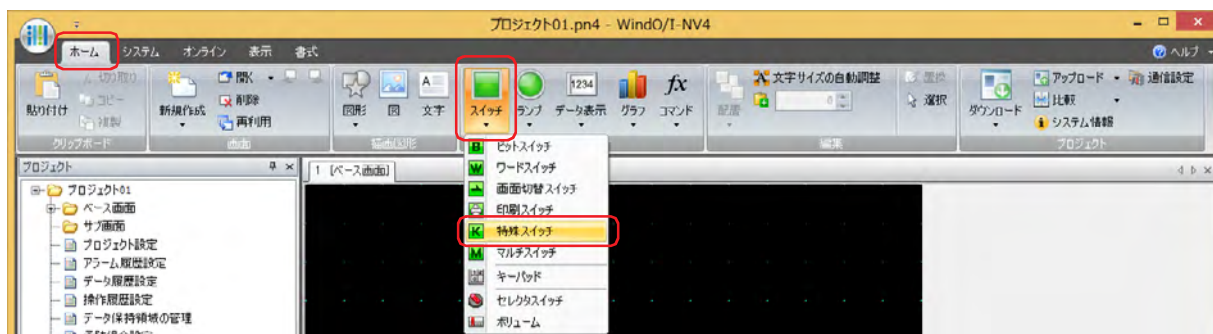 プロジェクト01.pn4 - WindO/I-NV4
ホーム システム オンライン 表示 書式 ヘルプ
貼り付け 切り取り コピー 複製
新規作成 開く 削除 再利用
図形 図 文字
スイッチ ランプ データ表示 グラフ コマンド
配置 文字サイズの自動調整 0 置換 選択
ダウンロード アップロード 比較 システム情報 通信設定
クリップボード 画面 描画図形 編集 プロジェクト
プロジェクト
1 [ベース画面]
プロジェクト01
ベース画面
サブ画面
プロジェクト設定
アラーム履歴設定
データ履歴設定
操作履歴設定
データ保持領域の管理
ビットスイッチ
ワードスイッチ
画面切替スイッチ
印刷スイッチ
特殊スイッチ
マルチスイッチ
キーパッド
セレクタスイッチ
ボリューム